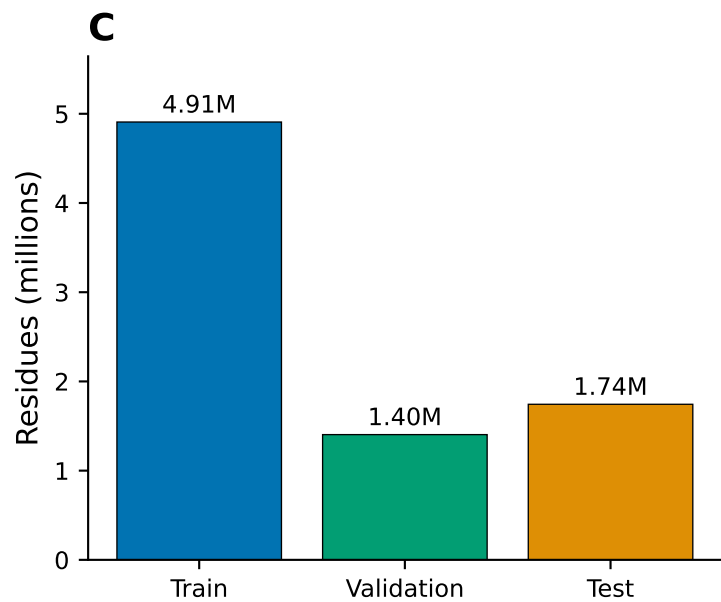 C
Residues (millions)
5
4
3
2
1
0
4.91M
1.40M
1.74M
Train
Validation
Test